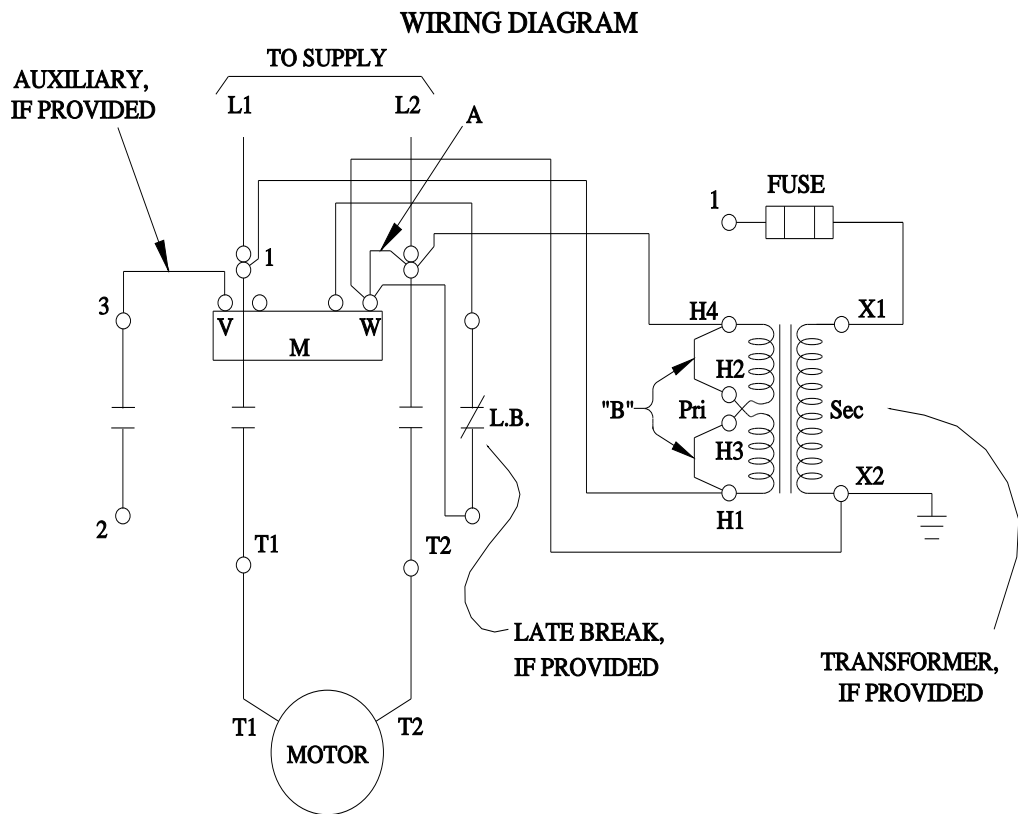 WIRING DIAGRAM
TO SUPPLY
AUXILIARY,
IF PROVIDED
L1
L2
A
FUSE
1
1
3
V
W
M
H4
X1
H2
"B"
Pri
Sec
L.B.
H3
X2
H1
2
T1
T2
LATE BREAK,
IF PROVIDED
TRANSFORMER,
IF PROVIDED
T1
T2
MOTOR